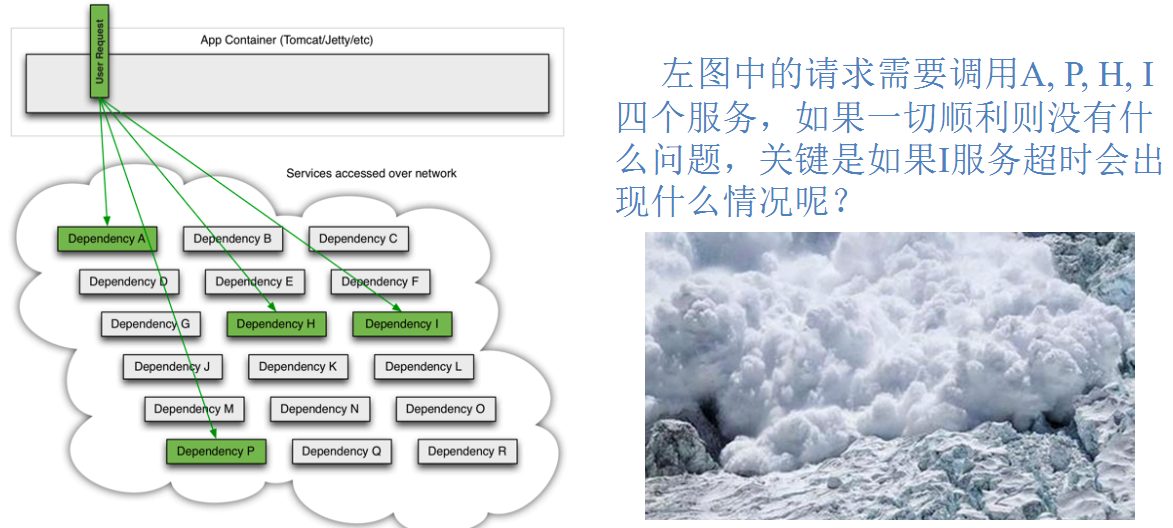 User Request
App Container (Tomcat/Jetty/etc)
Services accessed over network
Dependency A
Dependency B
Dependency C
Dependency D
Dependency E
Dependency F
Dependency G
Dependency H
Dependency I
Dependency J
Dependency K
Dependency L
Dependency M
Dependency N
Dependency O
Dependency P
Dependency Q
Dependency R
左图中的请求需要调用A, P, H, I
四个服务，如果一切顺利则没有什
么问题，关键是如果I服务超时会出
现什么情况呢？